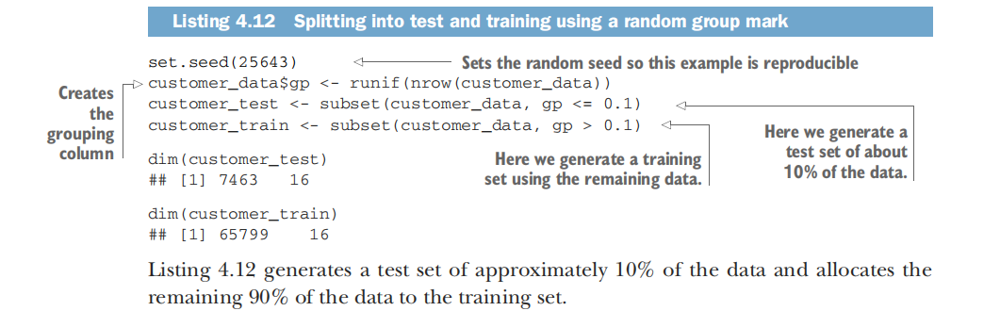 Listing 4.12 Splitting into test and training using a random group mark
set.seed(25643)
Sets the random seed so this example is reproducible
Creates
the
grouping
column
customer_data$gp <- runif(nrow(customer_data))
customer_test <- subset(customer_data, gp <= 0.1)
customer_train <- subset(customer_data, gp > 0.1)
Here we generate a
test set of about
10% of the data.
Here we generate a training
set using the remaining data.
dim(customer_test)
## [1] 7463 16
dim(customer_train)
## [1] 65799 16
Listing 4.12 generates a test set of approximately 10% of the data and allocates the
remaining 90% of the data to the training set.